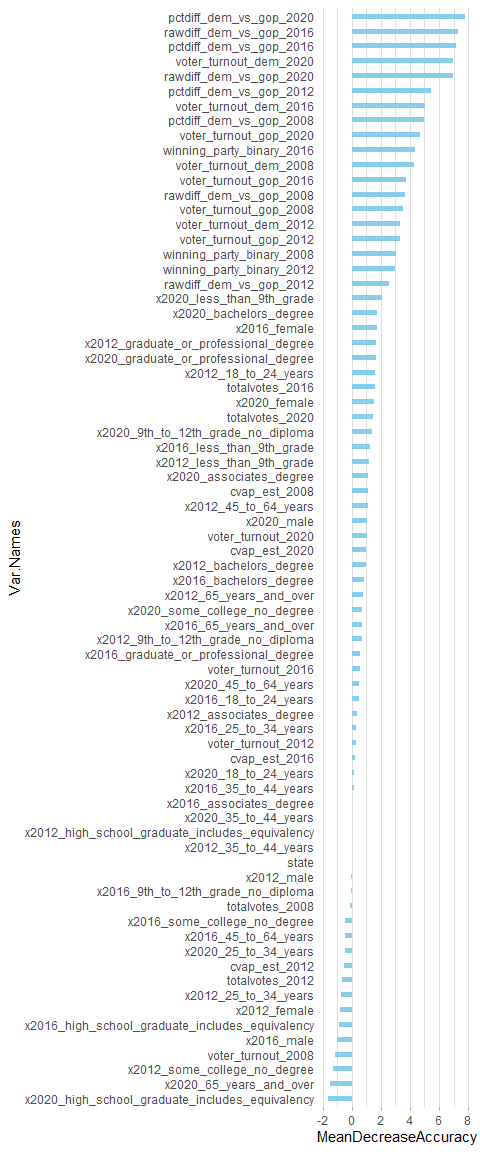 pctdiff_dem_vs_gop_2020
rawdiff_dem_vs_gop_2016
pctdiff_dem_vs_gop_2016
voter_turnout_dem_2020
rawdiff_dem_vs_gop_2020
pctdiff_dem_vs_gop_2012
voter_turnout_dem_2016
pctdiff_dem_vs_gop_2008
voter_turnout_gop_2020
winning_party_binary_2016
voter_turnout_dem_2008
voter_turnout_gop_2016
rawdiff_dem_vs_gop_2008
voter_turnout_gop_2008
voter_turnout_dem_2012
voter_turnout_gop_2012
winning_party_binary_2008
winning_party_binary_2012
rawdiff_dem_vs_gop_2012
x2020_less_than_9th_grade
x2020_bachelors_degree
x2016_female
x2012_graduate_or_professional_degree
x2020_graduate_or_professional_degree
x2012_18_to_24_years
totalvotes_2016
x2020_female
totalvotes_2020
x2020_9th_to_12th_grade_no_diploma
x2016_less_than_9th_grade
x2012_less_than_9th_grade
x2020_associates_degree
cvap_est_2008
x2012_45_to_64_years
x2020_male
voter_turnout_2020
cvap_est_2020
x2012_bachelors_degree
x2016_bachelors_degree
x2012_65_years_and_over
x2020_some_college_no_degree
x2016_65_years_and_over
x2012_9th_to_12th_grade_no_diploma
x2016_graduate_or_professional_degree
voter_turnout_2016
x2020_45_to_64_years
x2016_18_to_24_years
x2012_associates_degree
x2016_25_to_34_years
voter_turnout_2012
cvap_est_2016
x2020_18_to_24_years
x2016_35_to_44_years
x2016_associates_degree
x2020_35_to_44_years
x2012_high_school_graduate_includes_equivalency
x2012_35_to_44_years
state
x2012_male
x2016_9th_to_12th_grade_no_diploma
totalvotes_2008
x2016_some_college_no_degree
x2016_45_to_64_years
x2020_25_to_34_years
cvap_est_2012
totalvotes_2012
x2012_25_to_34_years
x2012_female
x2016_high_school_graduate_includes_equivalency
x2016_male
voter_turnout_2008
x2012_some_college_no_degree
x2020_65_years_and_over
x2020_high_school_graduate_includes_equivalency
Var.Names
-2 0 2 4 6 8
MeanDecreaseAccuracy